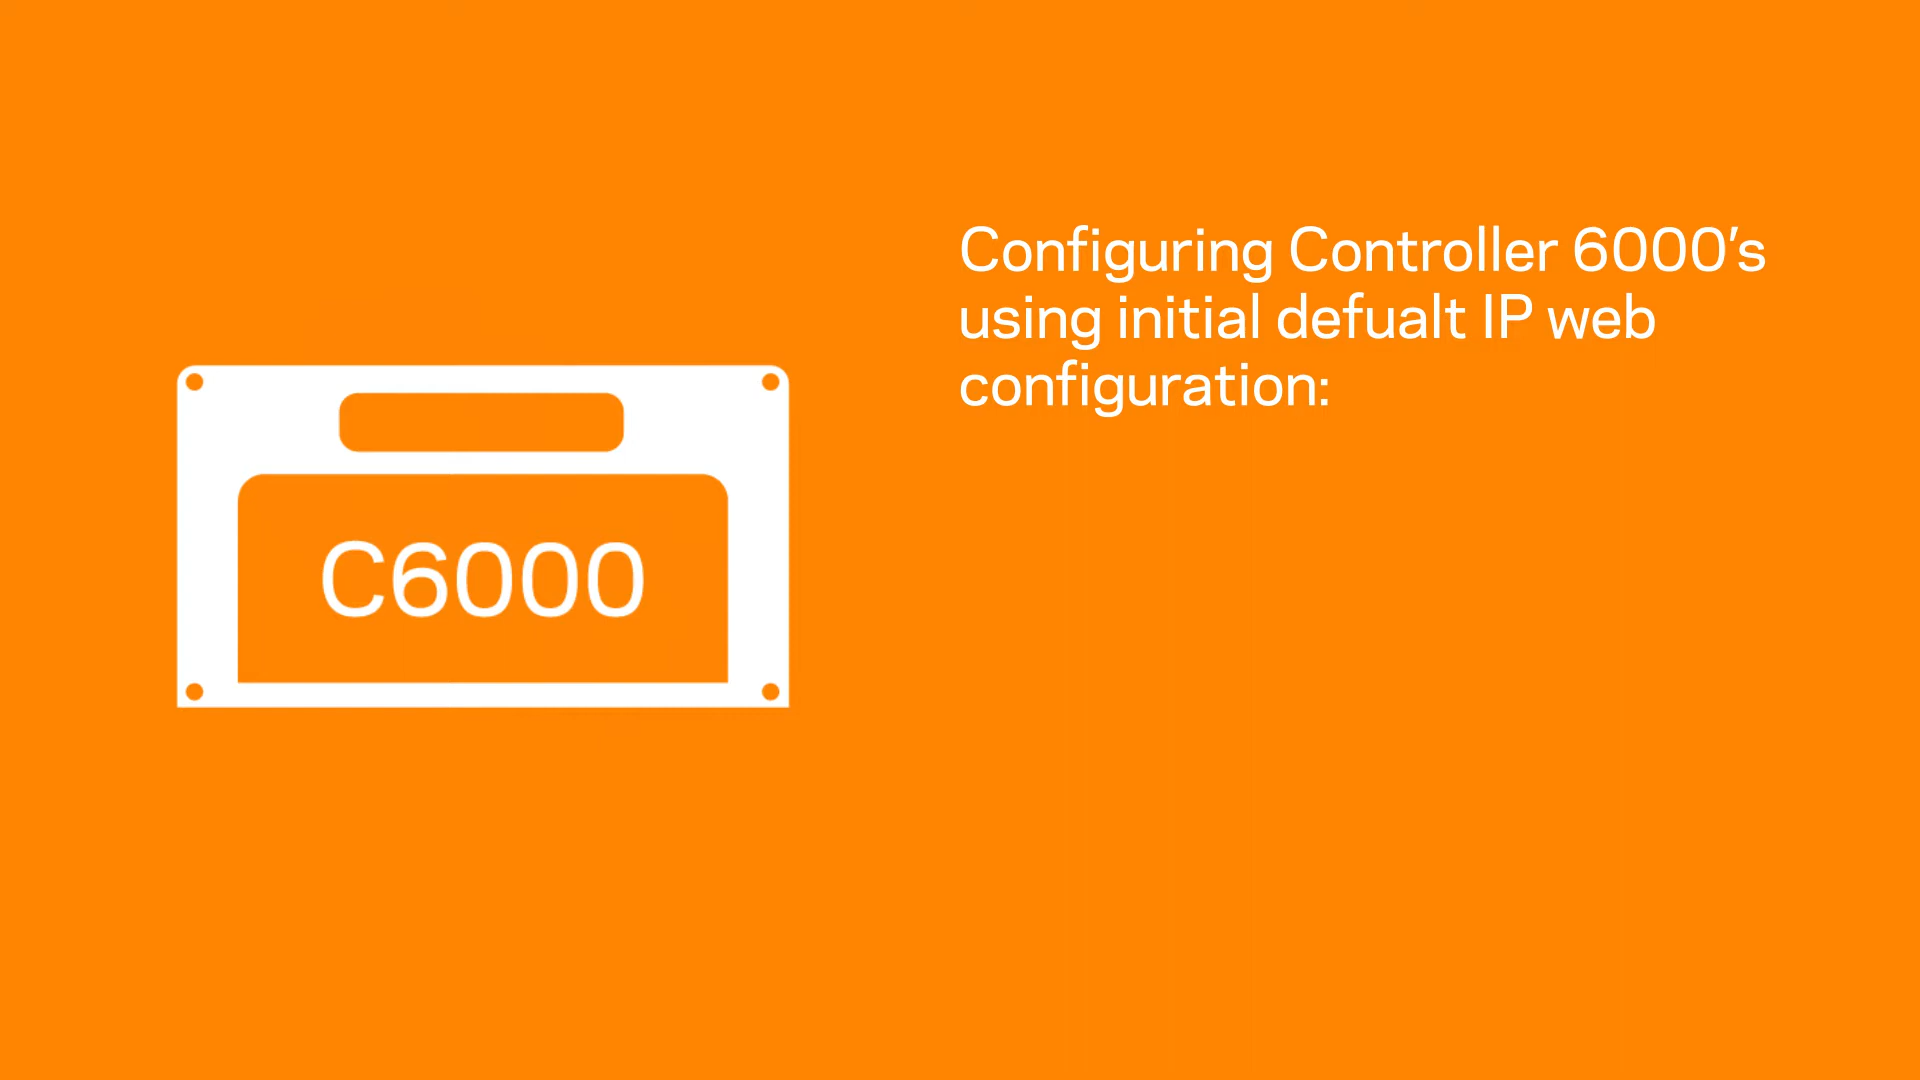 Configuring Controller 6000's
using initial defualt IP web
configuration:
C6000